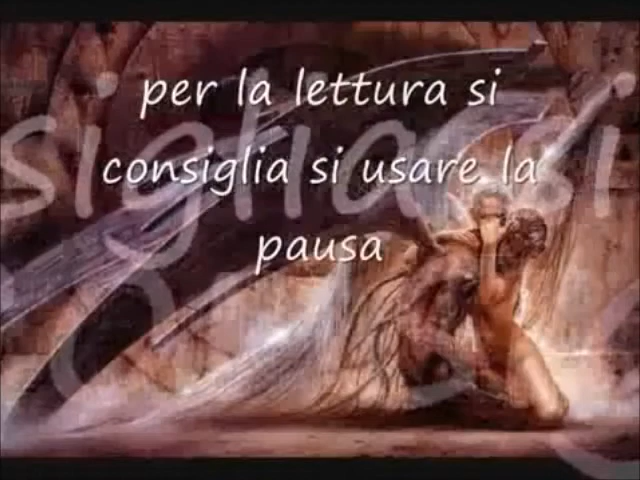 per la lettura si
consiglia si usare la
pausa